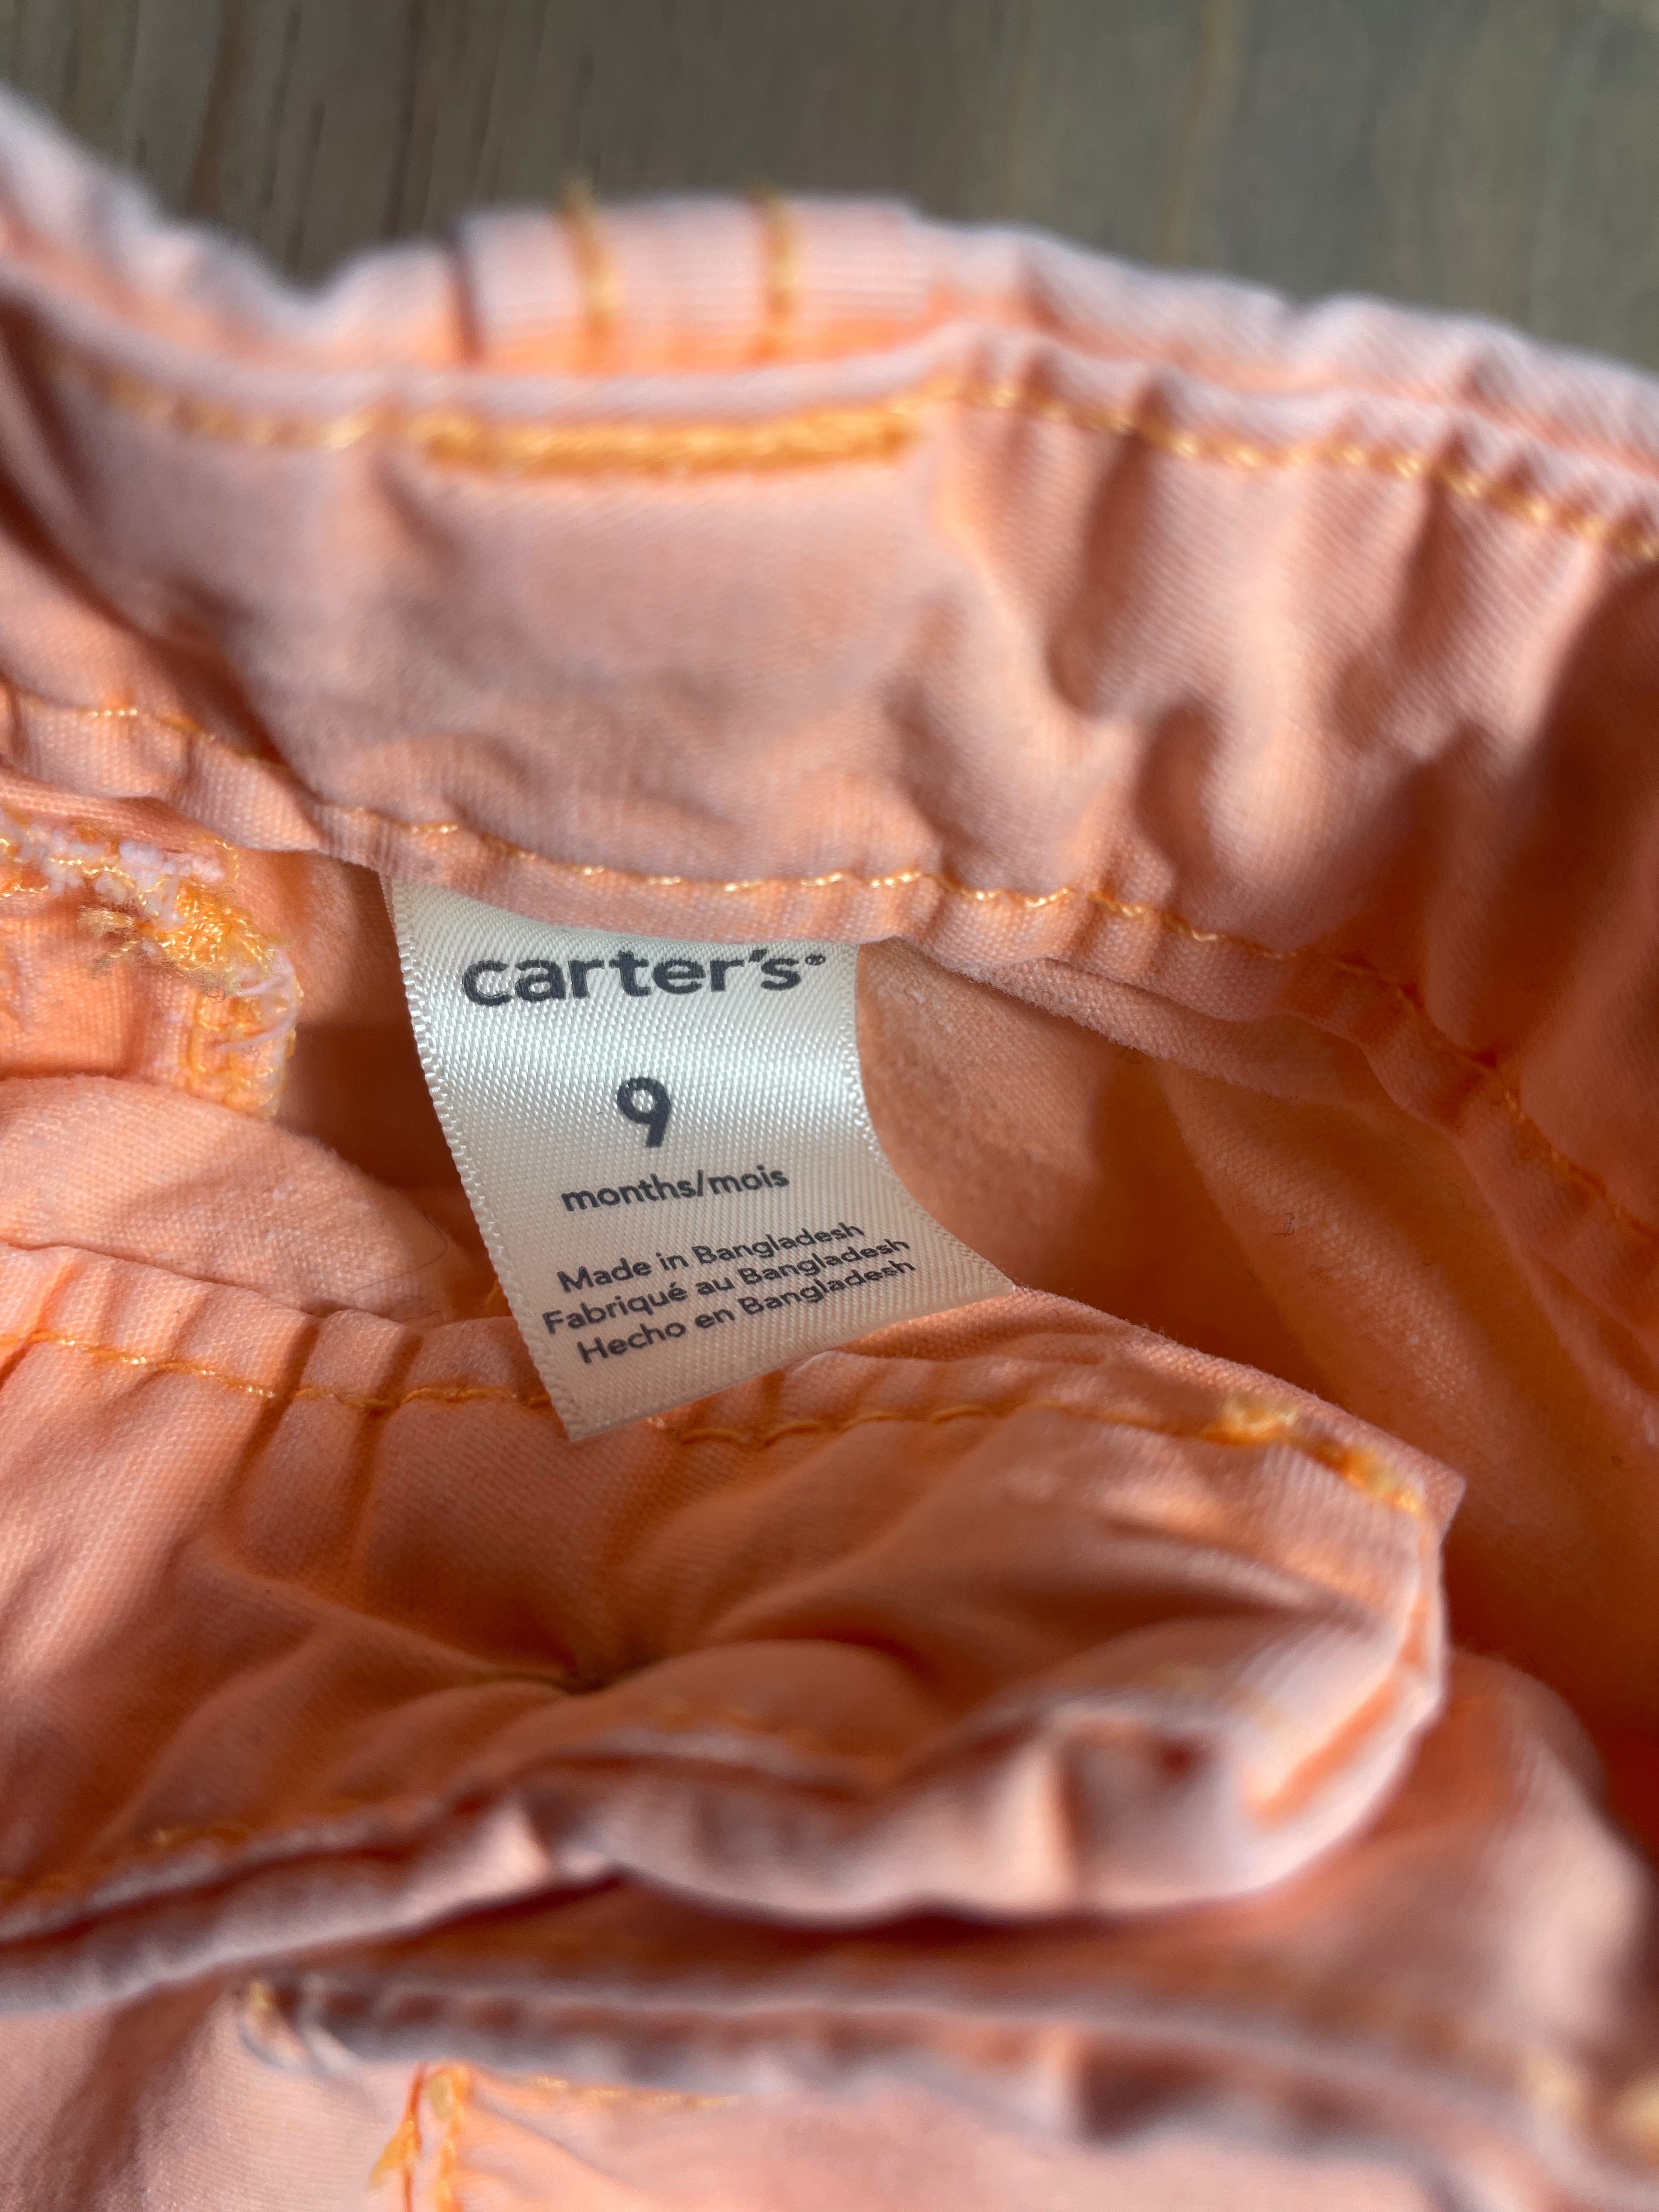 carter's®
9
months/mois
Made in Bangladesh
Fabriqué au Bangladesh
Hecho en Bangladesh